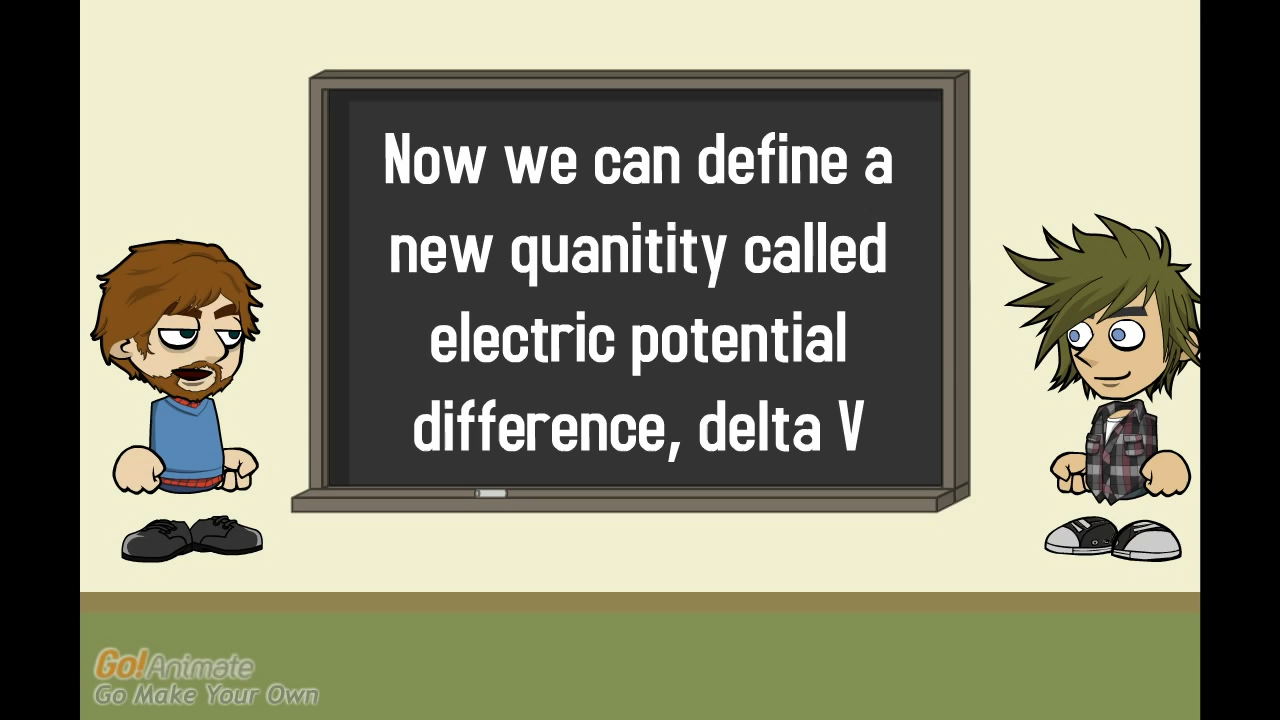 Now we can define a
new quanitity called
electric potential
difference, delta V
Go!Animate
Go Make Your Own